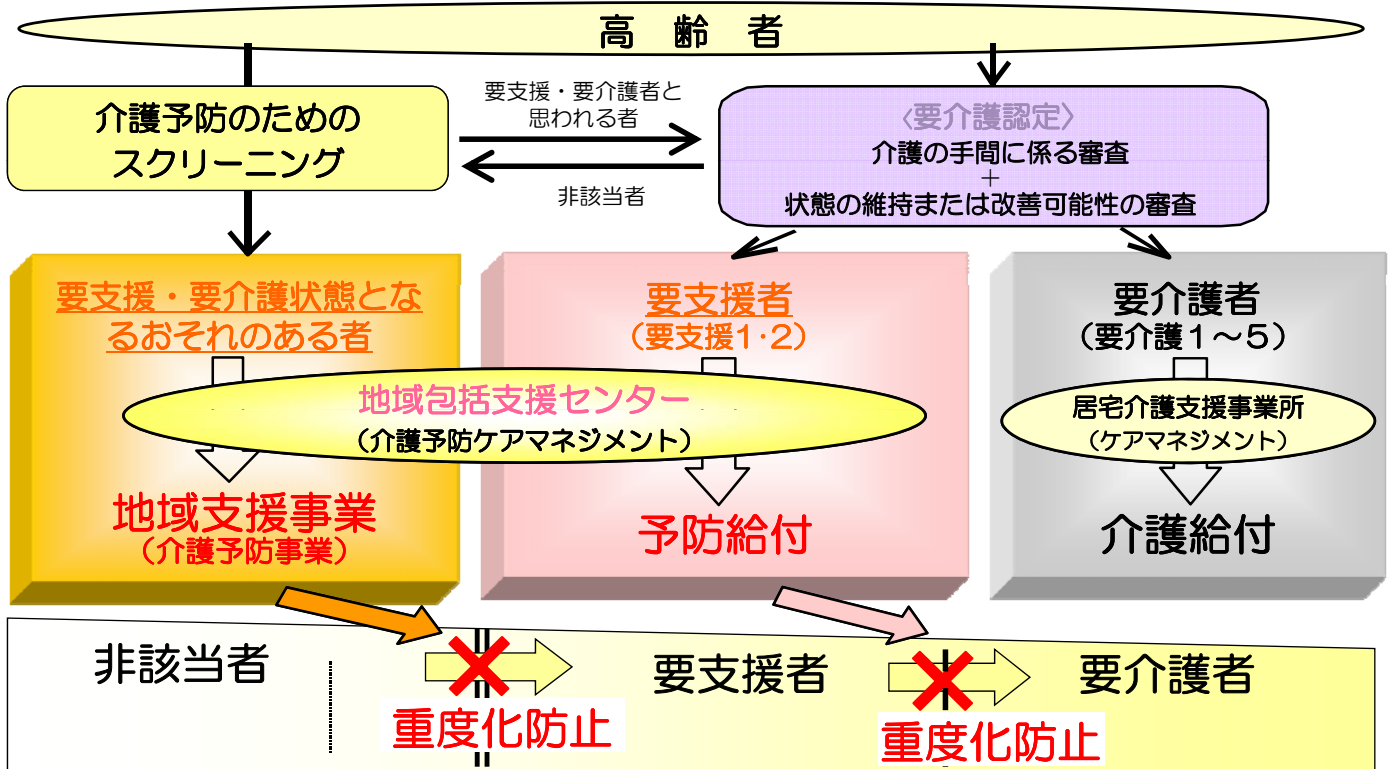 高 齢 者
介護予防のための
スクリーニング
要支援・要介護者と
思われる者
非該当者
〈要介護認定〉
介護の手間に係る審査
+
状態の維持または改善可能性の審査
要支援・要介護状態とな
るおそれのある者
要支援者
(要支援1・2)
要介護者
(要介護1~5)
地域包括支援センター
(介護予防ケアマネジメント)
居宅介護支援事業所
(ケアマネジメント)
地域支援事業
(介護予防事業)
予防給付
介護給付
非該当者
要支援者
要介護者
重度化防止
重度化防止